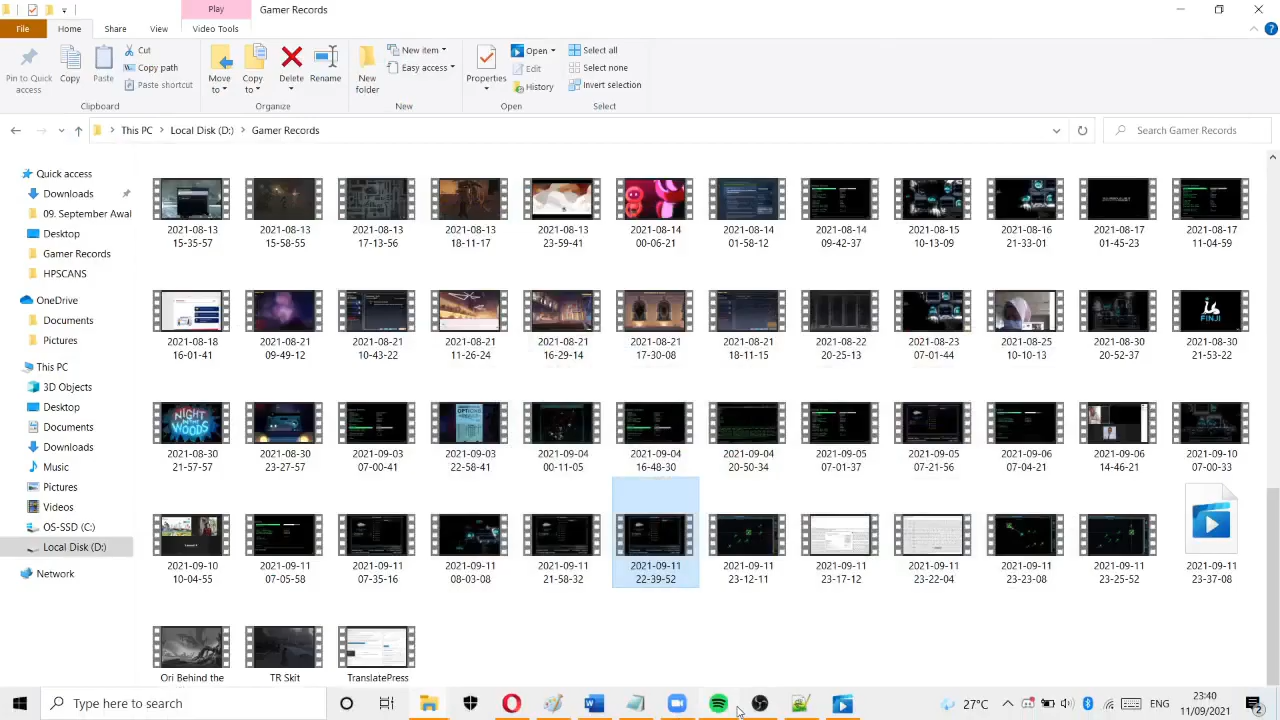 Play
Gamer Records
File
Home
Share
View
Video Tools
Pin to Quick access
Copy
Paste
Cut
Copy path
Paste shortcut
Clipboard
Move to
Copy to
Delete
Rename
Organize
New folder
New item
Easy access
New
Properties
Open
Edit
History
Open
Select all
Select none
Invert selection
Select
This PC
Local Disk (D:)
Gamer Records
Search Gamer Records
Quick access
Downloads
09. September Aral
Desktop
Gamer Records
HPSCANS
OneDrive
Documents
Pictures
This PC
3D Objects
Desktop
Document
Downloads
Music
Pictures
Videos
OS-SSD (C:)
Local Disk (D:)
Network
2021-08-13 15-35-57
2021-08-13 15-58-55
2021-08-13 17-13-56
2021-08-13 18-11-17
2021-08-13 23-59-41
2021-08-14 00-06-21
2021-08-14 01-58-12
2021-08-14 09-42-37
2021-08-15 10-13-09
2021-08-16 21-33-01
2021-08-17 01-45-23
2021-08-17 11-04-59
2021-08-18 16-01-41
2021-08-21 09-49-12
2021-08-21 10-43-22
2021-08-21 11-26-24
2021-08-21 16-29-14
2021-08-21 17-30-08
2021-08-21 18-11-15
2021-08-22 20-25-13
2021-08-23 07-01-44
2021-08-25 10-10-13
2021-08-30 20-52-37
FINJI
2021-08-30 21-53-22
NIGHT IN THE WOODS
2021-08-30 21-27-57
2021-08-30 23-27-57
2021-09-03 07-00-41
OPTIONS
2021-09-03 22-58-41
2021-09-04 00-11-05
2021-09-04 16-48-30
2021-09-04 20-50-34
2021-09-05 07-01-37
2021-09-05 07-21-56
2021-09-06 07-04-21
2021-09-06 14-46-21
2021-09-10 07-00-33
2021-09-10 10-04-55
2021-09-11 07-05-58
2021-09-11 07-35-16
2021-09-11 08-03-08
2021-09-11 21-58-32
2021-09-11 22-39-52
2021-09-11 23-12-11
2021-09-11 23-17-12
2021-09-11 23-22-04
2021-09-11 23-23-08
2021-09-11 23-25-52
2021-09-11 23-37-08
Ori Behind the
TR Skit
TranslatePress
Type here to search
27°C
ENG
23:40
11/09/2021
2